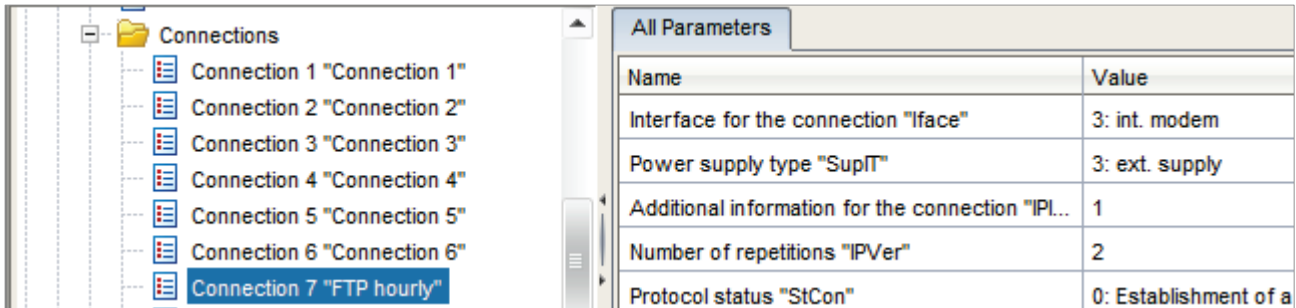 Connections
Connection 1 "Connection 1"
Connection 2 "Connection 2"
Connection 3 "Connection 3"
Connection 4 "Connection 4"
Connection 5 "Connection 5"
Connection 6 "Connection 6"
Connection 7 "FTP hourly"
All Parameters
Name Value
Interface for the connection "Iface" 3: int. modem
Power supply type "SupIT" 3: ext. supply
Additional information for the connection "IPI... 1
Number of repetitions "IPVer" 2
Protocol status "StCon" 0: Establishment of a